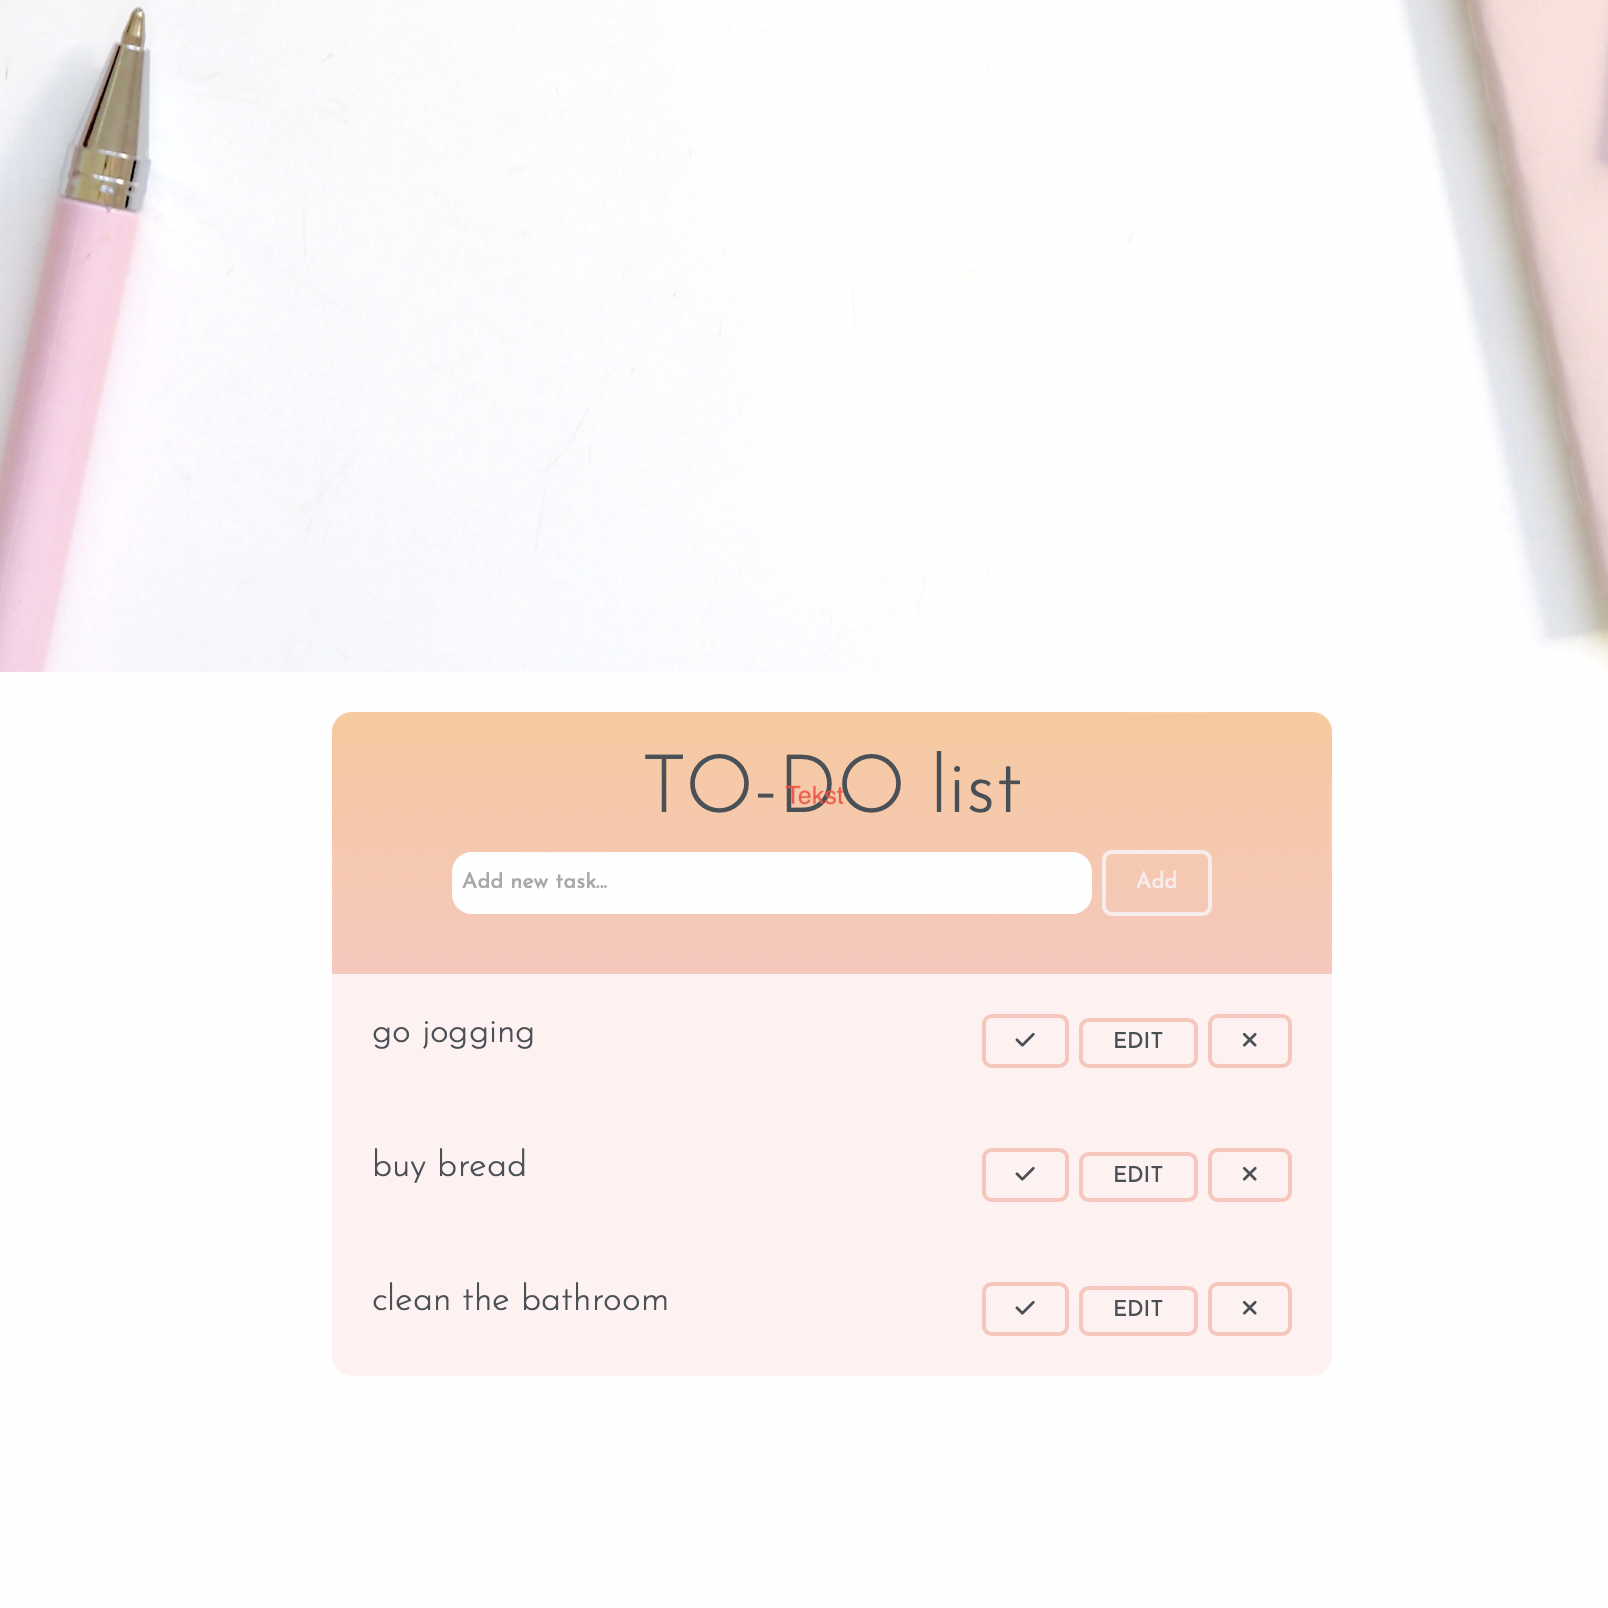 TO-DO list
Tekst
Add new task...
Add
go jogging
EDIT
buy bread
EDIT
clean the bathroom
EDIT